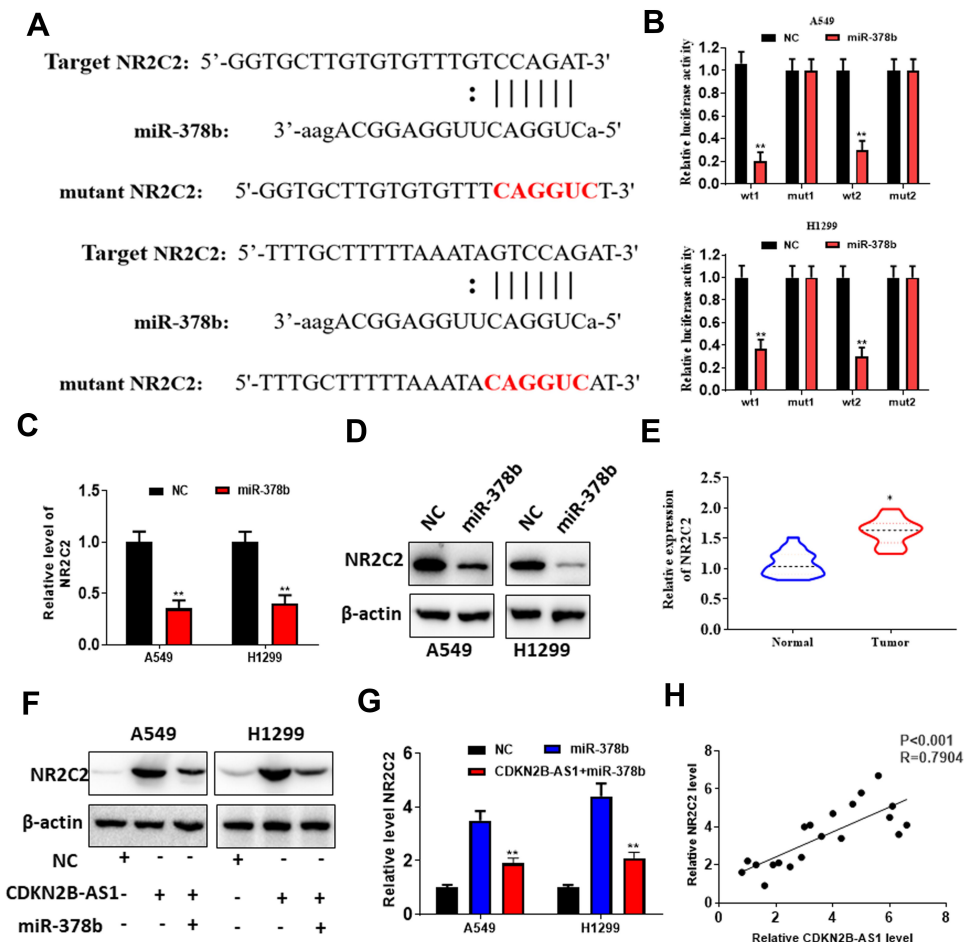 A
Target NR2C2: 5'-GGTGCTTGTGTGTTTGTCCAGAT-3'
miR-378b: 3'-aagACGGAGGUUCAGGUCa-5'
mutant NR2C2: 5'-GGTGCTTGTGTGTTTCAGGUCT-3'
Target NR2C2: 5'-TTTGCTTTTTAAATAGTCCAGAT-3'
miR-378b: 3'-aagACGGAGGUUCAGGUCa-5'
mutant NR2C2: 5'-TTTGCTTTTTAAATACAGGUCAT-3'
B
A549
NC miR-378b
Relative luciferase activity
1.2
1.0
0.8
0.6
0.4
0.2
0.0
** **
wt1 mut1 wt2 mut2
H1299
NC miR-378b
Relative luciferase activity
1.2
1.0
0.8
0.6
0.4
0.2
0.0
** **
wt1 mut1 wt2 mut2
C
NC miR-378b
Relative level of
NR2C2
1.5
1.0
0.5
0.0
** **
A549 H1299
D
NC miR-378b NC miR-378b
NR2C2
β-actin
A549 H1299
E
Relative expression
of NR2C2
2.5
2.0
1.5
1.0
0.5
0.0
*
Normal Tumor
F
A549 H1299
NR2C2
β-actin
NC + - - + - -
CDKN2B-AS1- + + - + +
miR-378b - - + - - +
G
NC miR-378b
CDKN2B-AS1+miR-378b
Relative level NR2C2
6
4
2
0
** **
A549 H1299
H
P<0.001
R=0.7904
Relative NR2C2 level
8
6
4
2
0
0 2 4 6 8
Relative CDKN2B-AS1 level